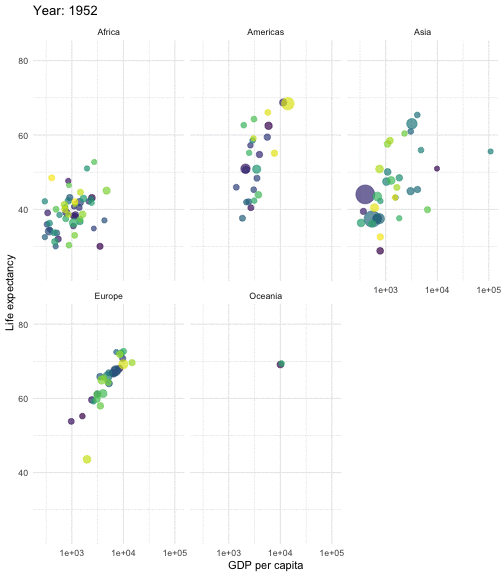 Year: 1952
Africa
Americas
Asia
80
60
40
1e+03
1e+04
1e+05
Europe
Oceania
80
60
40
1e+03
1e+04
1e+05
1e+03
1e+04
1e+05
Life expectancy
GDP per capita